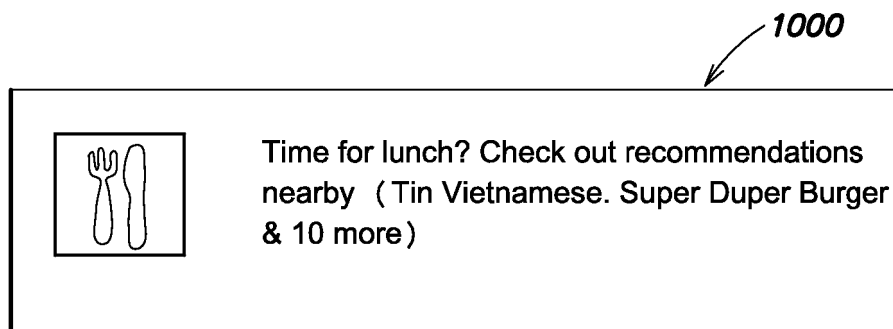 1000
Time for lunch? Check out recommendations
nearby (Tin Vietnamese. Super Duper Burger
& 10 more)